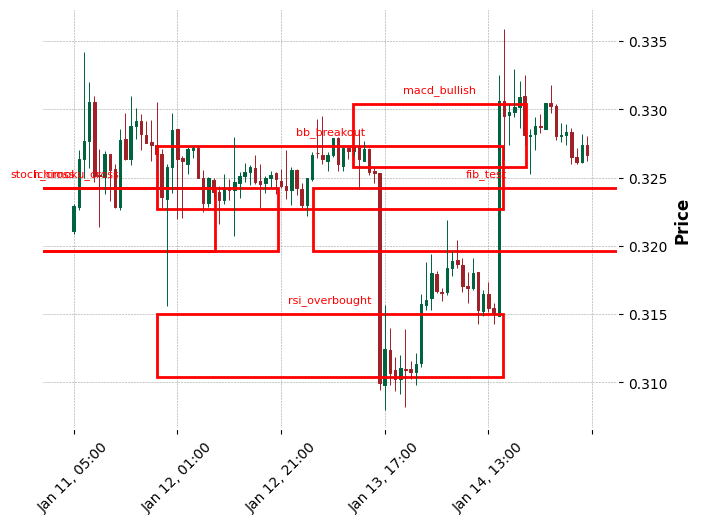 macd_bullish
bb_breakout
stoch_cross
ichimoku_cross
fib_test
rsi_overbought
0.335
0.330
0.325
0.320
0.315
0.310
Price
Jan 11, 05:00
Jan 12, 01:00
Jan 12, 21:00
Jan 13, 17:00
Jan 14, 13:00